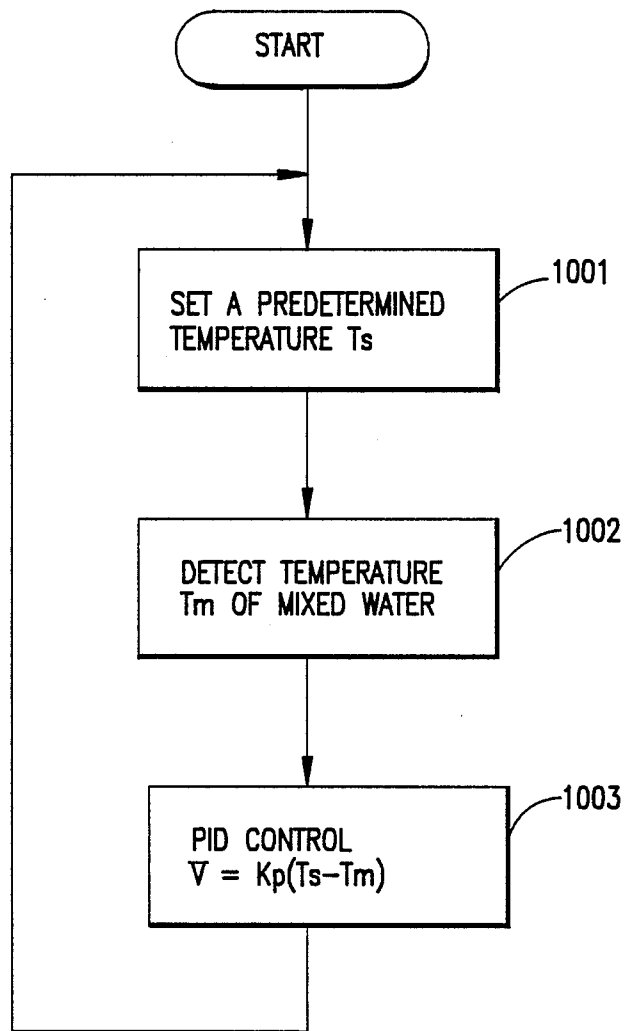 START
1001
SET A PREDETERMINED
TEMPERATURE Ts
1002
DETECT TEMPERATURE
Tm OF MIXED WATER
1003
PID CONTROL
V̅ = Kp(Ts-Tm)